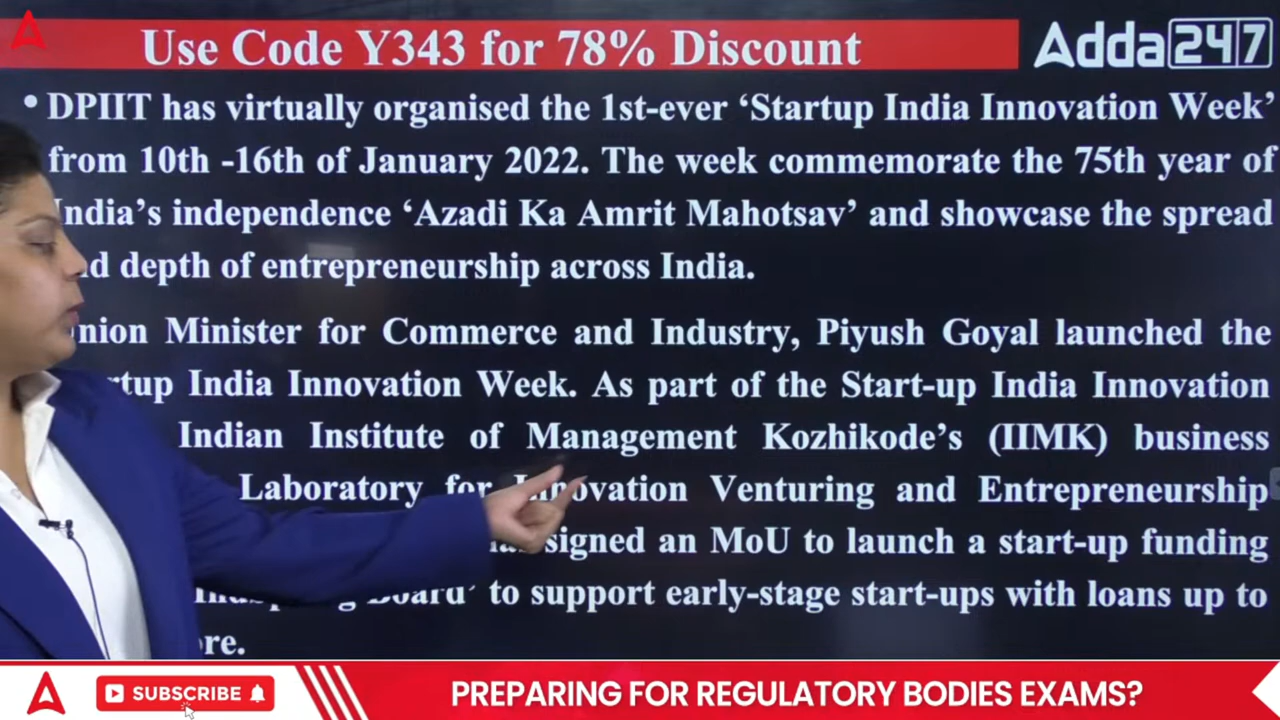 Use Code Y343 for 78% Discount
Adda247
• DPIIT has virtually organised the 1st-ever ‘Startup India Innovation Week’
from 10th -16th of January 2022. The week commemorate the 75th year of
India’s independence ‘Azadi Ka Amrit Mahotsav’ and showcase the spread
depth of entrepreneurship across India.
Minister for Commerce and Industry, Piyush Goyal launched the
India Innovation Week. As part of the Start-up India Innovation
Indian Institute of Management Kozhikode’s (IIMK) business
Laboratory for Innovation Venturing and Entrepreneurship
signed an MoU to launch a start-up funding
Board’ to support early-stage start-ups with loans up to
SUBSCRIBE
PREPARING FOR REGULATORY BODIES EXAMS?